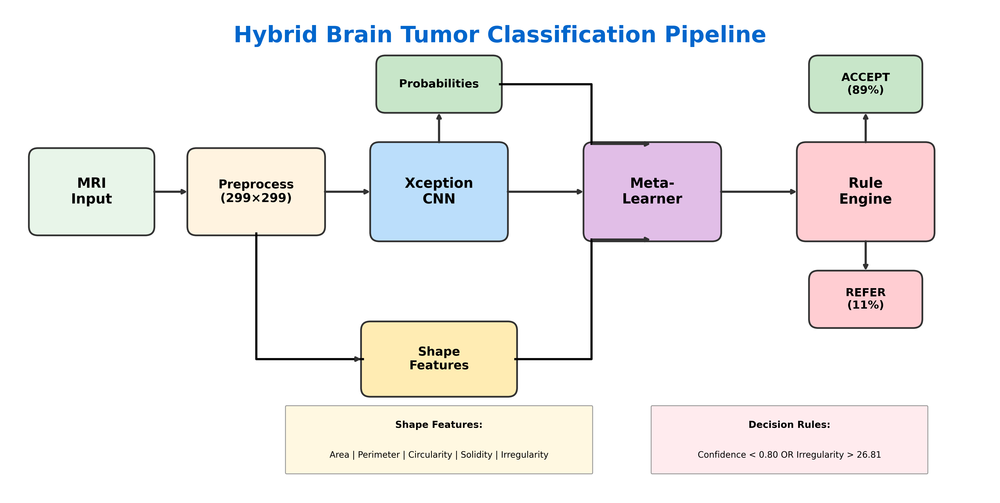 Hybrid Brain Tumor Classification Pipeline
Probabilities
ACCEPT
(89%)
MRI
Input
Preprocess
(299×299)
Xception
CNN
Meta-
Learner
Rule
Engine
REFER
(11%)
Shape
Features
Shape Features:
Area | Perimeter | Circularity | Solidity | Irregularity
Decision Rules:
Confidence < 0.80 OR Irregularity > 26.81